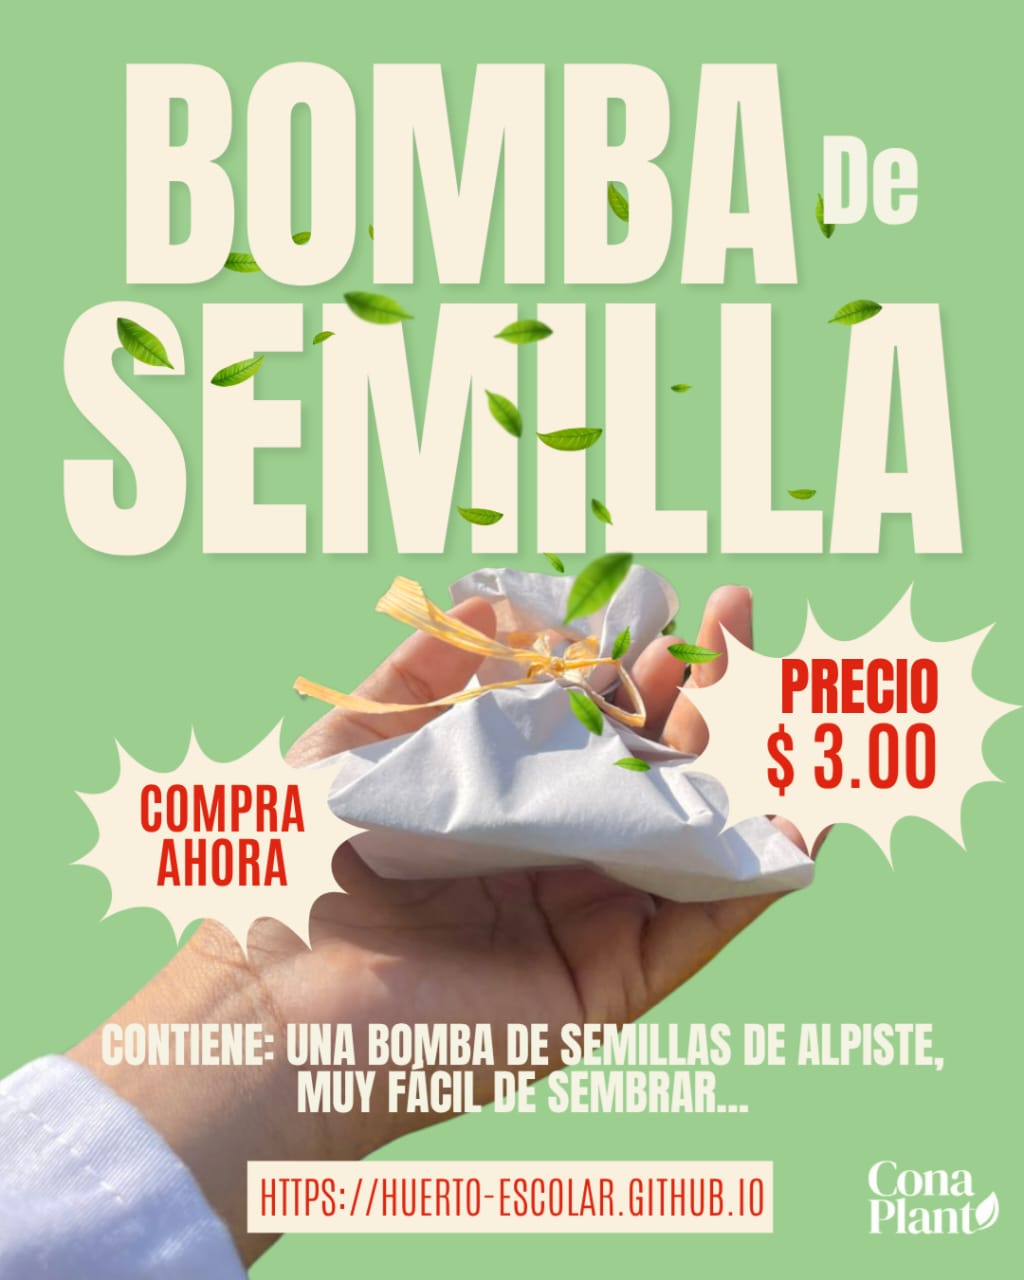 BOMBA De
SEMILLA
PRECIO
$ 3.00
COMPRA
AHORA
CONTIENE: UNA BOMBA DE SEMILLAS DE ALPISTE,
MUY FÁCIL DE SEMBRAR...
HTTPS://HUERTO-ESCOLAR.GITHUB.IO
Cona
Plant